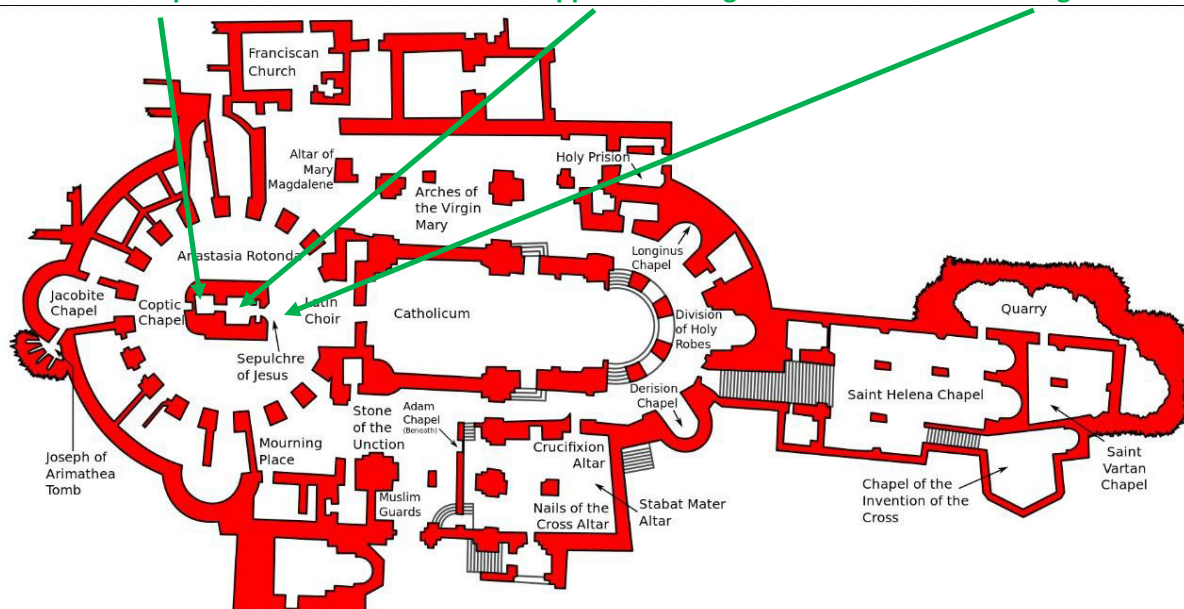 Franciscan
Church
Altar of
Mary
Magdalene
Holy Prision
Arches of
the Virgin
Mary
Anastasia Rotonda
Longinus
Chapel
Jacobite
Chapel
Coptic
Chapel
Latin
Choir
Catholicum
Division
of Holy
Robes
Quarry
Sepulchre
of Jesus
Derision
Chapel
Saint Helena Chapel
Adam
Chapel
(Beneath)
Stone
of the
Unction
Mourning
Place
Joseph of
Arimathea
Tomb
Crucifixion
Altar
Muslim
Guards
Nails of the
Cross Altar
Stabat Mater
Altar
Chapel of the
Invention of the
Cross
Saint
Vartan
Chapel